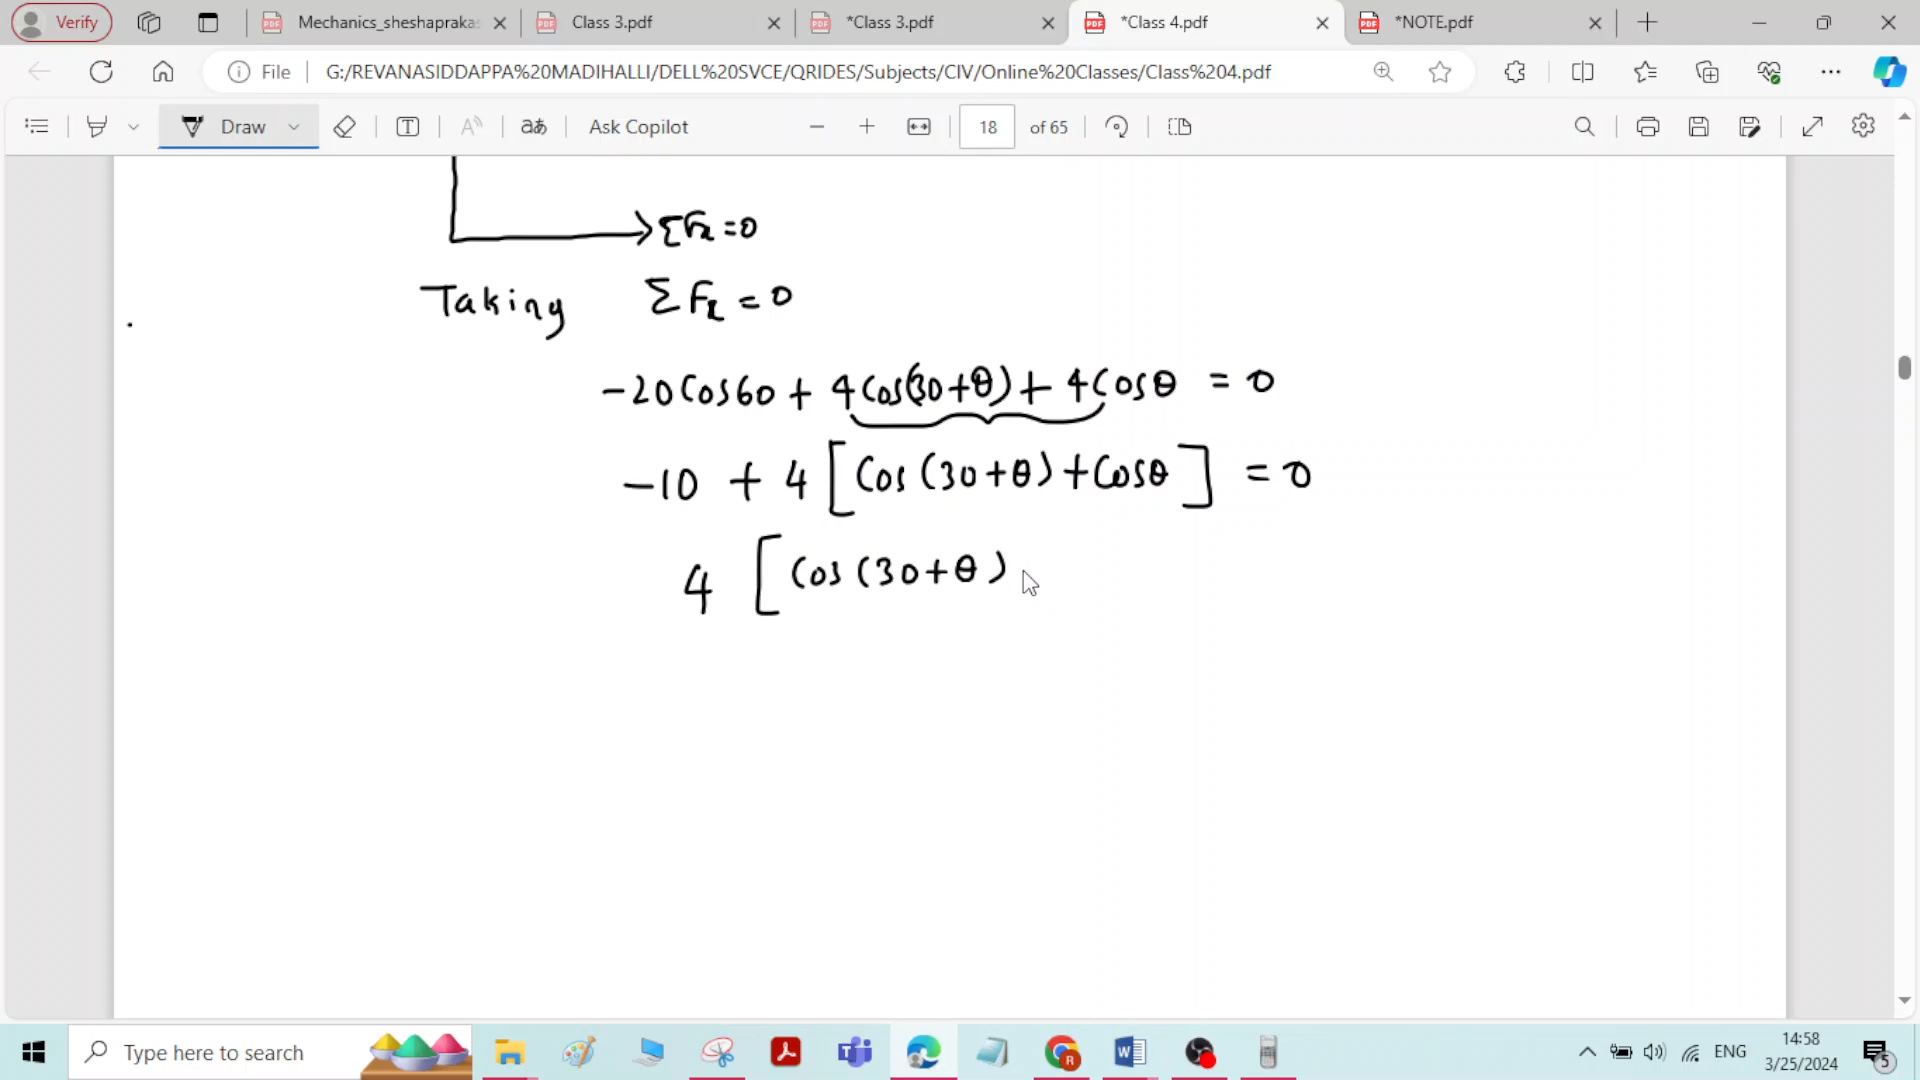 Verify
Mechanics_sheshapraka
Class 3.pdf
*Class 3.pdf
*Class 4.pdf
*NOTE.pdf
File
G:/REVANASIDDAPPA%20MADIHALLI/DELL%20SVCE/QRIDES/Subjects/CIV/Online%20Classes/Class%204.pdf
Draw
Ask Copilot
18 of 65
ΣFx = 0
Taking ΣFx = 0
-20Cos60 + 4Cos(30+θ) + 4Cosθ = 0
-10 + 4 [Cos(30+θ)+Cosθ] = 0
4 [Cos(30+θ)
Type here to search
ENG
14:58
3/25/2024
5